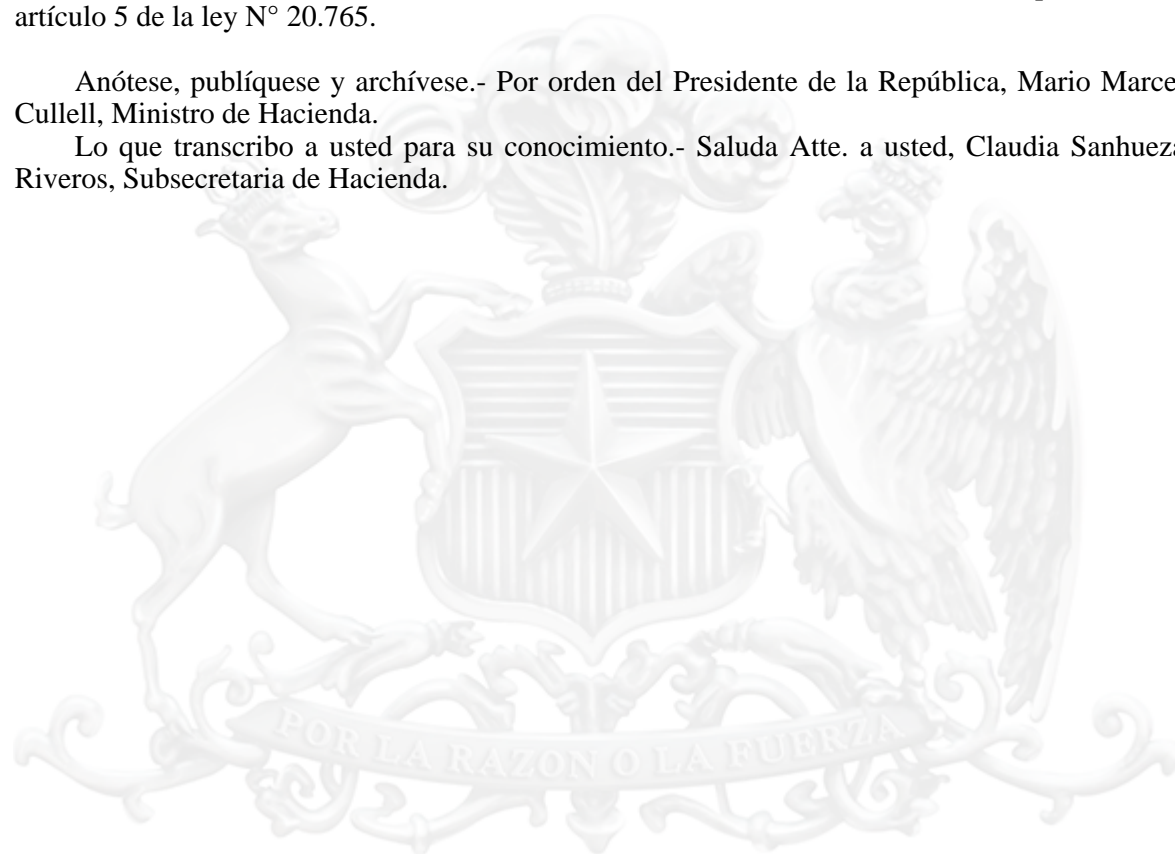 artículo 5 de la ley N° 20.765.
Anótese, publíquese y archívese.- Por orden del Presidente de la República, Mario Marcel
Cullell, Ministro de Hacienda.
Lo que transcribo a usted para su conocimiento.- Saluda Atte. a usted, Claudia Sanhueza
Riveros, Subsecretaria de Hacienda.
POR LA RAZON O LA FUERZA